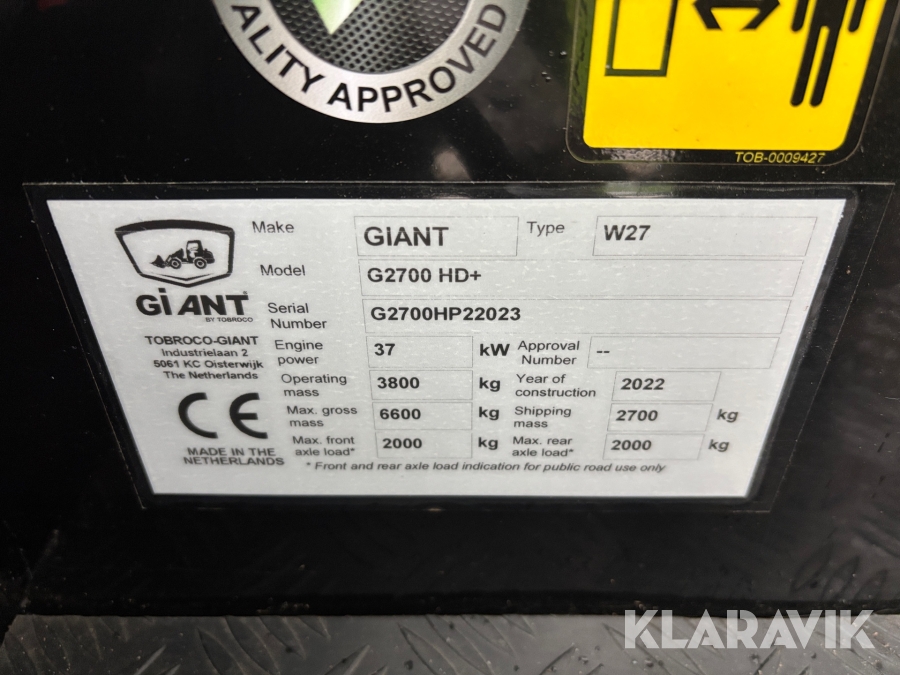 ALITY APPROVED
TOB-0009427
Make GiANT Type W27
Model G2700 HD+
GiANT
BY TOBROCO
Serial Number G2700HP22023
TOBROCO-GIANT
Industrielaan 2
5061 KC Oisterwijk
The Netherlands
Engine power 37 kW Approval Number --
Operating mass 3800 kg Year of construction 2022
Max. gross mass 6600 kg Shipping mass 2700 kg
Max. front axle load* 2000 kg Max. rear axle load* 2000 kg
CE
MADE IN THE
NETHERLANDS
* Front and rear axle load indication for public road use only
KLARAVIK